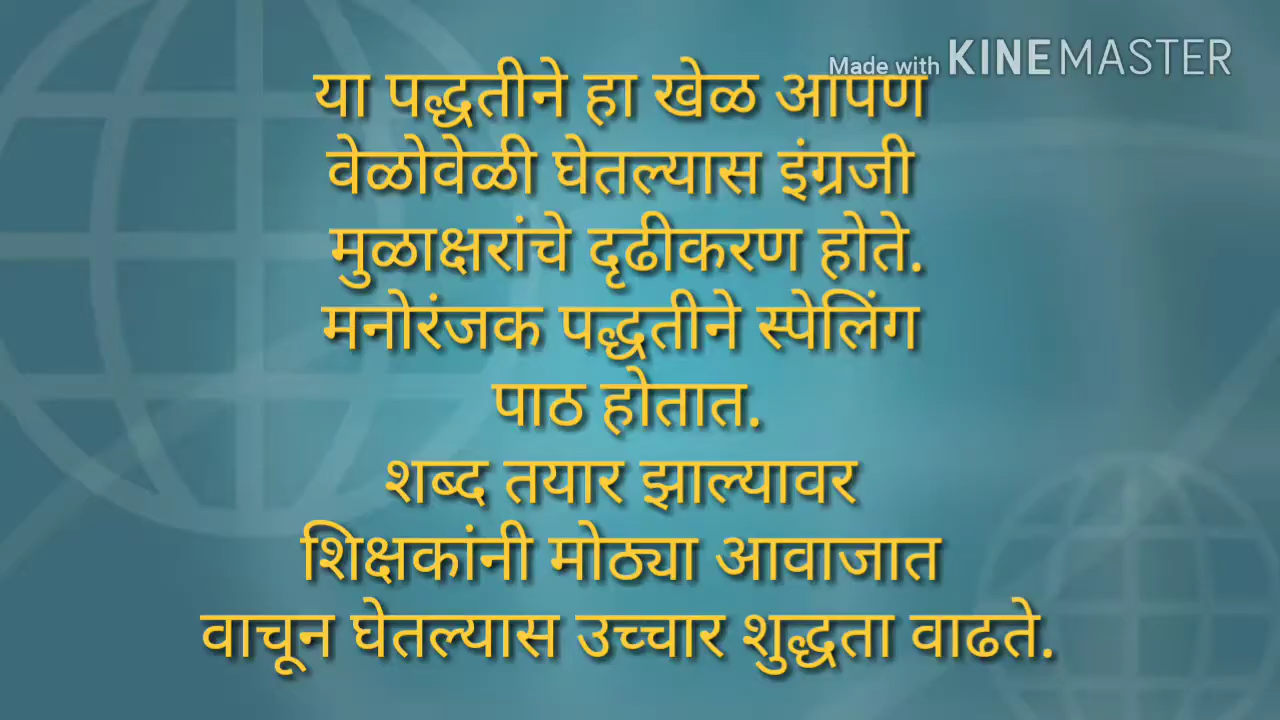 Made with KINEMASTER
या पद्धतीने हा खेळ आपण
वेळोवेळी घेतल्यास इंग्रजी
मुळाक्षरांचे दृढीकरण होते.
मनोरंजक पद्धतीने स्पेलिंग
पाठ होतात.
शब्द तयार झाल्यावर
शिक्षकांनी मोठ्या आवाजात
वाचून घेतल्यास उच्चार शुद्धता वाढते.